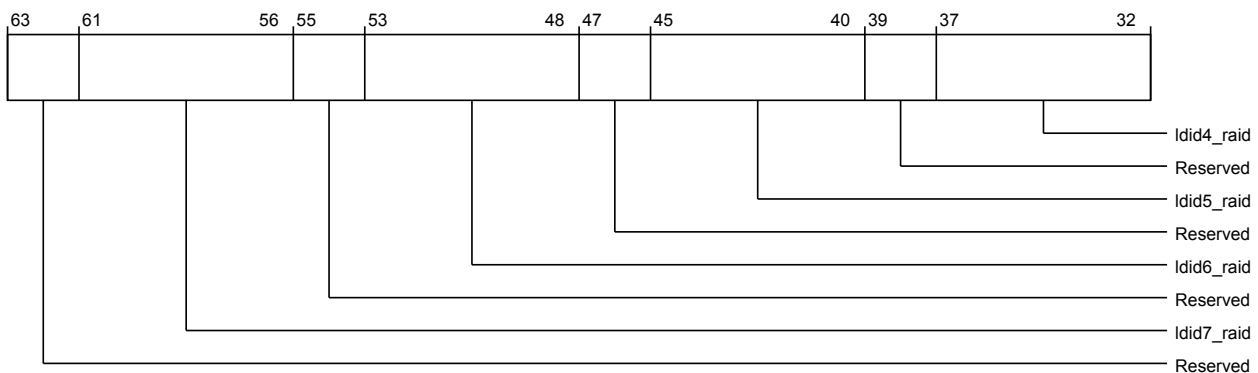 63 61 56 55 53 48 47 45 40 39 37 32
ldid4_raid
Reserved
ldid5_raid
Reserved
ldid6_raid
Reserved
ldid7_raid
Reserved